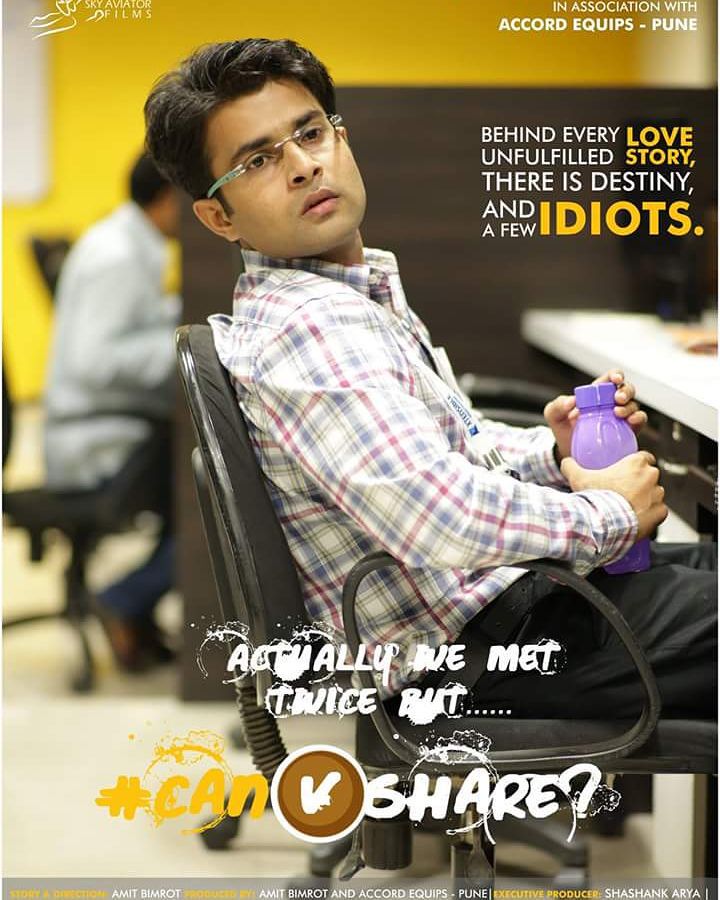 SKY AVIATOR
FILMS
IN ASSOCIATION WITH
ACCORD EQUIPS - PUNE
BEHIND EVERY LOVE
UNFULFILLED STORY,
THERE IS DESTINY,
AND
A FEW IDIOTS.
ACTUALLY WE MET
TWICE BUT......
#CAN V SHARE?
STORY & DIRECTION: AMIT BIMROT PRODUCED BY: AMIT BIMROT AND ACCORD EQUIPS - PUNE| EXECUTIVE PRODUCER: SHASHANK ARYA |